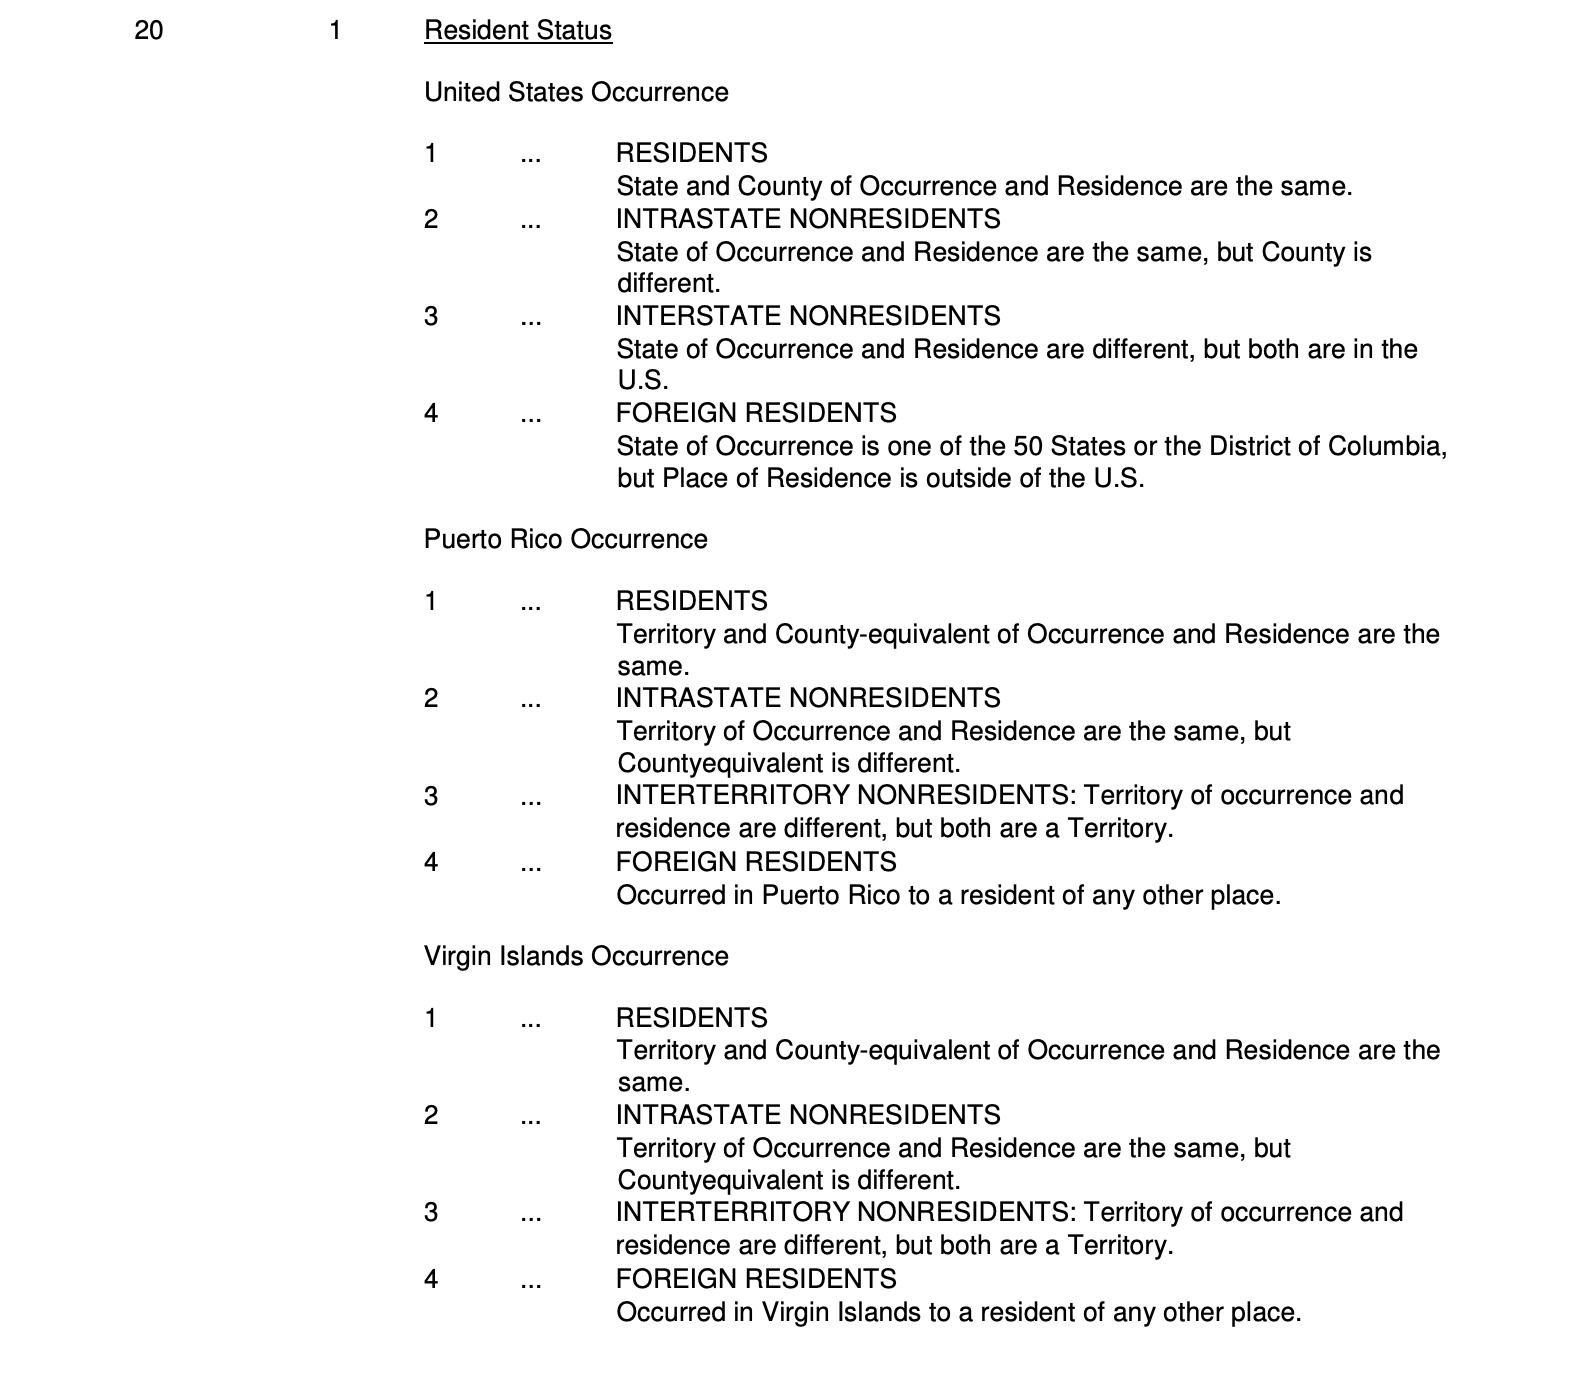 20 1 Resident Status
United States Occurrence
1 ... RESIDENTS
State and County of Occurrence and Residence are the same.
2 ... INTRASTATE NONRESIDENTS
State of Occurrence and Residence are the same, but County is
different.
3 ... INTERSTATE NONRESIDENTS
State of Occurrence and Residence are different, but both are in the
U.S.
4 ... FOREIGN RESIDENTS
State of Occurrence is one of the 50 States or the District of Columbia,
but Place of Residence is outside of the U.S.
Puerto Rico Occurrence
1 ... RESIDENTS
Territory and County-equivalent of Occurrence and Residence are the
same.
2 ... INTRASTATE NONRESIDENTS
Territory of Occurrence and Residence are the same, but
Countyequivalent is different.
3 ... INTERTERRITORY NONRESIDENTS: Territory of occurrence and
residence are different, but both are a Territory.
4 ... FOREIGN RESIDENTS
Occurred in Puerto Rico to a resident of any other place.
Virgin Islands Occurrence
1 ... RESIDENTS
Territory and County-equivalent of Occurrence and Residence are the
same.
2 ... INTRASTATE NONRESIDENTS
Territory of Occurrence and Residence are the same, but
Countyequivalent is different.
3 ... INTERTERRITORY NONRESIDENTS: Territory of occurrence and
residence are different, but both are a Territory.
4 ... FOREIGN RESIDENTS
Occurred in Virgin Islands to a resident of any other place.